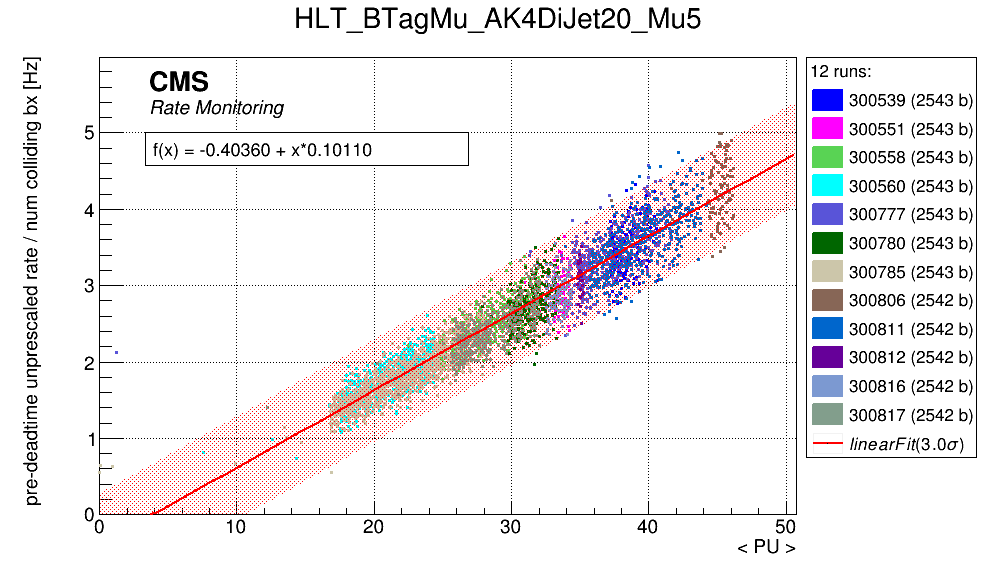 HLT_BTagMu_AK4DiJet20_Mu5
pre-deadtime unprescaled rate / num colliding bx [Hz]
CMS
Rate Monitoring
f(x) = -0.40360 + x*0.10110
5
4
3
2
1
0
0 10 20 30 40 50
< PU >
12 runs:
300539 (2543 b)
300551 (2543 b)
300558 (2543 b)
300560 (2543 b)
300777 (2543 b)
300780 (2543 b)
300785 (2543 b)
300806 (2542 b)
300811 (2542 b)
300812 (2542 b)
300816 (2542 b)
300817 (2542 b)
linearFit(3.0σ)